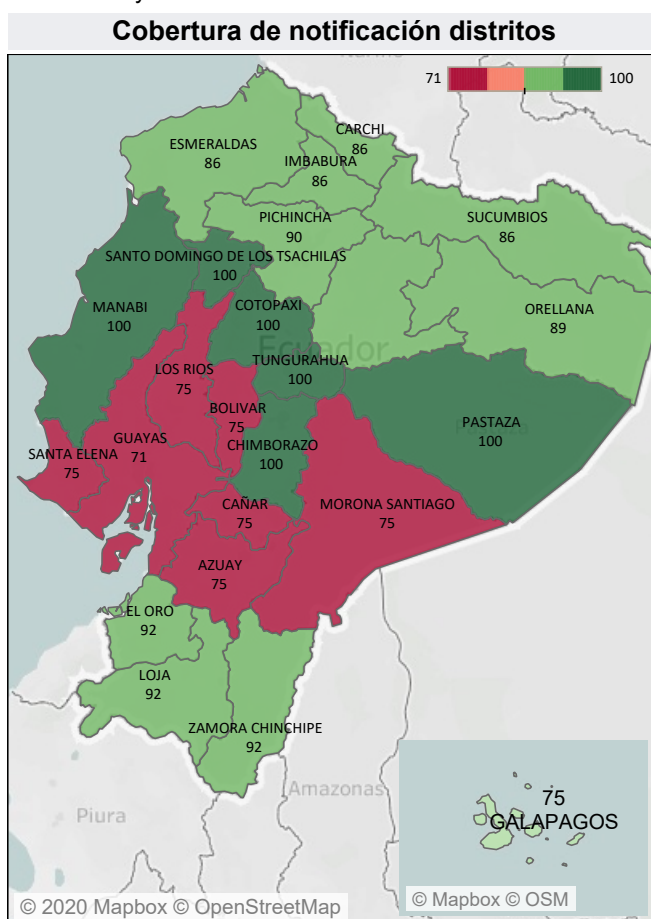 Cobertura de notificación distritos
71
100
CARCHI
86
ESMERALDAS
86
IMBABURA
86
PICHINCHA
90
SUCUMBIOS
86
SANTO DOMINGO DE LOS TSACHILAS
100
MANABI
100
COTOPAXI
100
ORELLANA
89
Ecuador
TUNGURAHUA
100
LOS RIOS
75
BOLIVAR
75
PASTAZA
100
GUAYAS
71
CHIMBORAZO
100
SANTA ELENA
75
CAÑAR
75
MORONA SANTIAGO
75
AZUAY
75
EL ORO
92
LOJA
92
ZAMORA CHINCHIPE
92
Amazonas
Piura
75
GALAPAGOS
© 2020 Mapbox © OpenStreetMap
© Mapbox © OSM